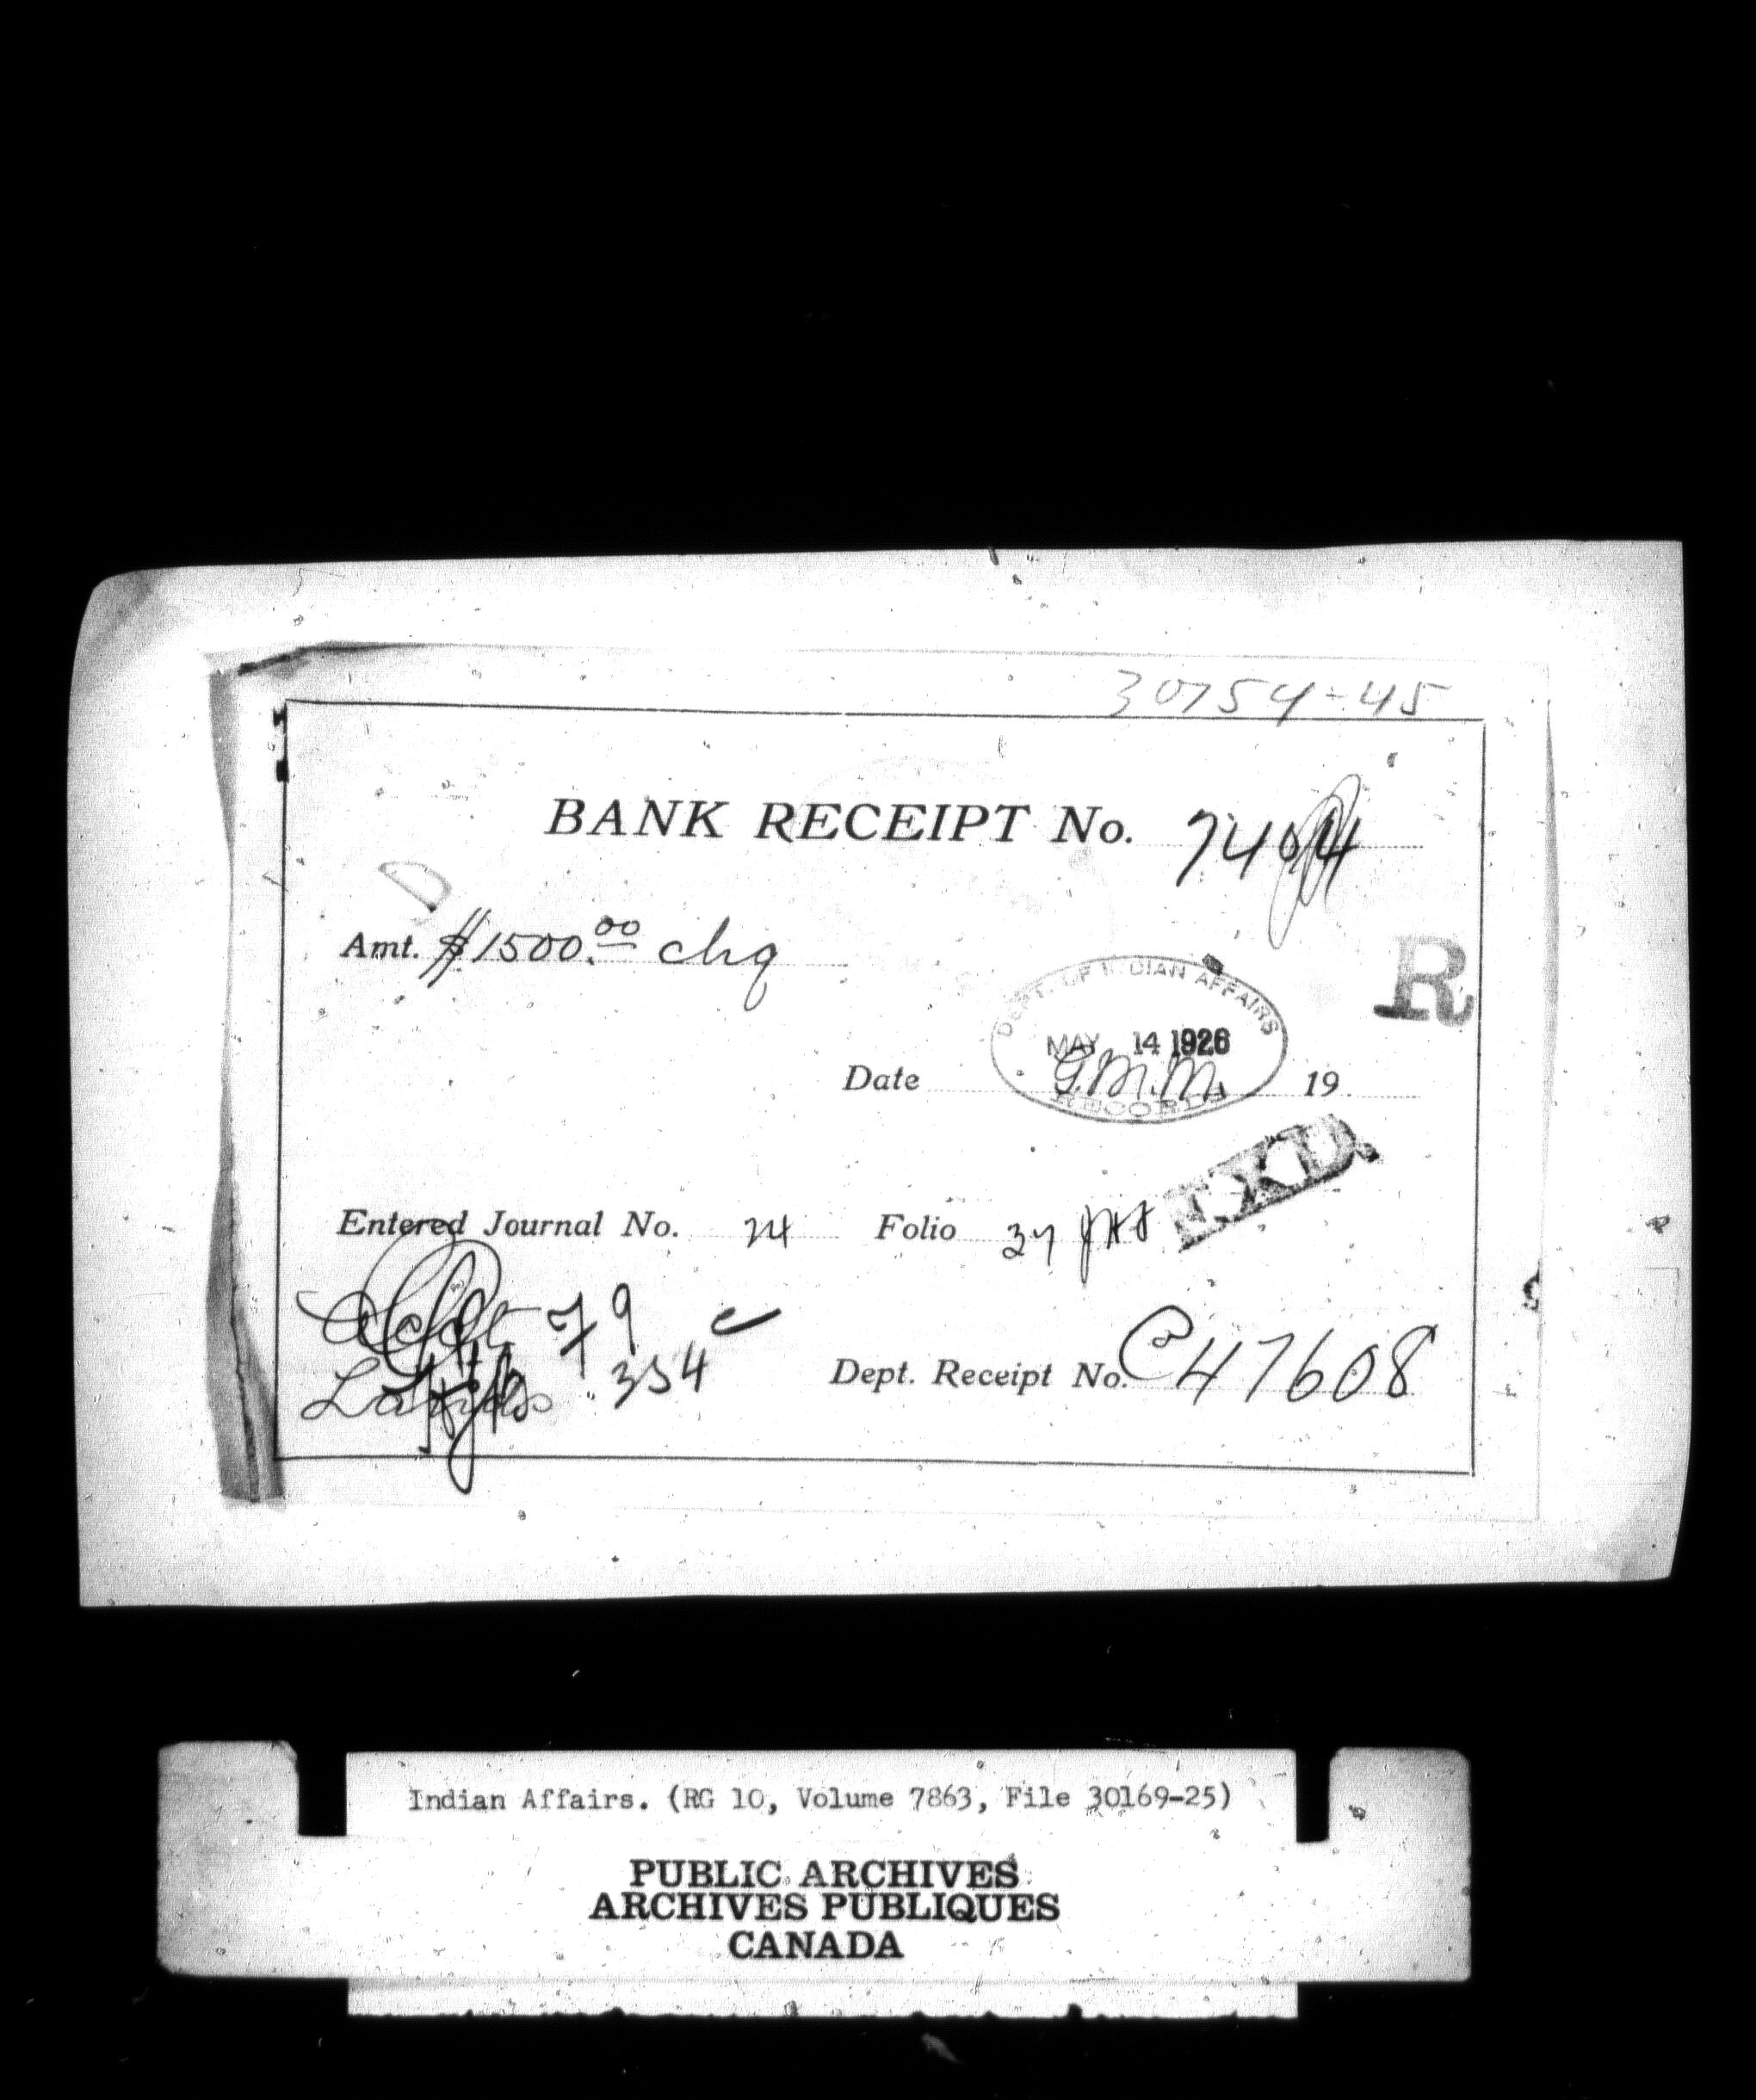 30754-45
BANK RECEIPT No.
D
Amt. $1500.00 chq
R
DEPT. OF INDIAN AFFAIRS
MAY 14 1926
G.M.M.
Date 19
RECORDS
Entered Journal No. 24 Folio 37
79
354
Dept. Receipt No. C47608
Indian Affairs. (RG 10, Volume 7863, File 30169-25)
PUBLIC ARCHIVES
ARCHIVES PUBLIQUES
CANADA